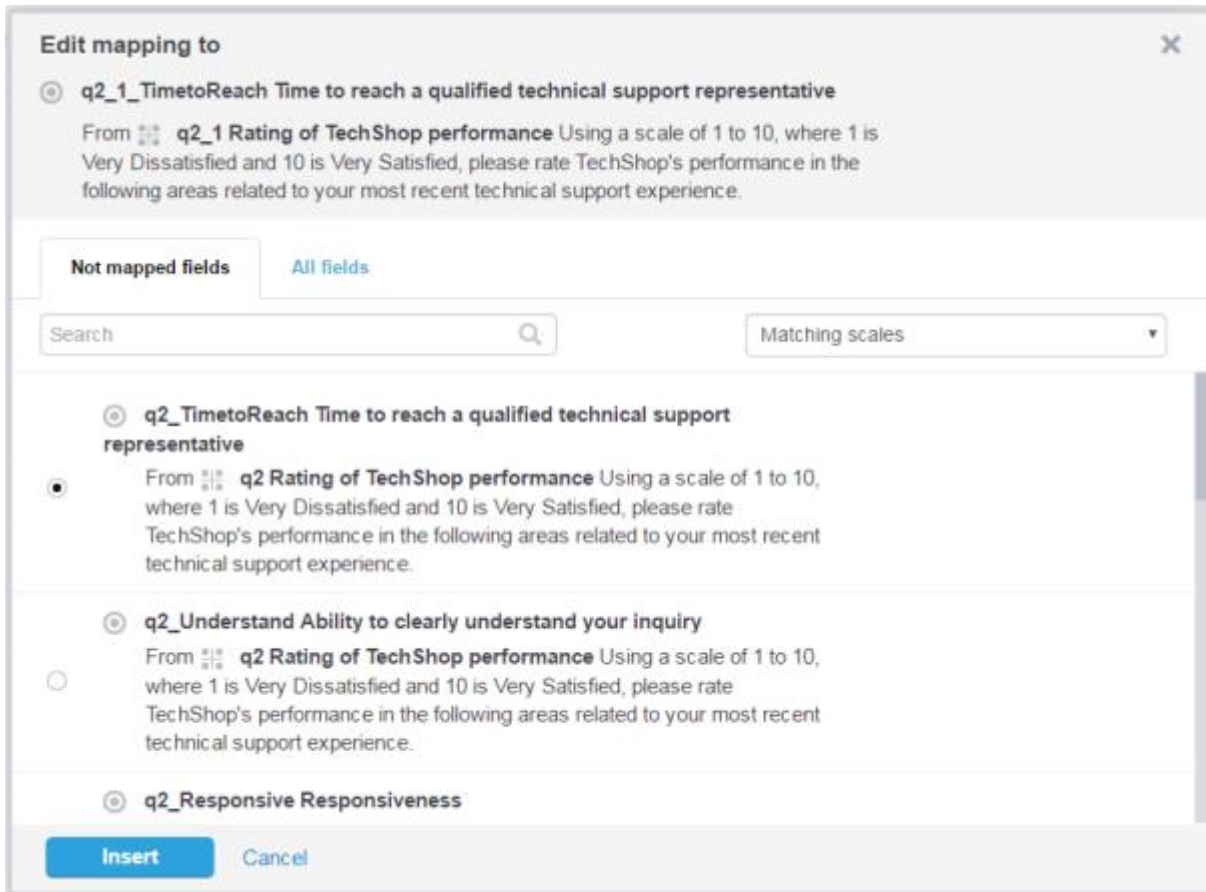 Edit mapping to
q2_1_TimetoReach Time to reach a qualified technical support representative
From q2_1 Rating of TechShop performance Using a scale of 1 to 10, where 1 is
Very Dissatisfied and 10 is Very Satisfied, please rate TechShop's performance in the
following areas related to your most recent technical support experience.
Not mapped fields All fields
Search Matching scales
q2_TimetoReach Time to reach a qualified technical support
representative
From q2 Rating of TechShop performance Using a scale of 1 to 10,
where 1 is Very Dissatisfied and 10 is Very Satisfied, please rate
TechShop's performance in the following areas related to your most recent
technical support experience.
q2_Understand Ability to clearly understand your inquiry
From q2 Rating of TechShop performance Using a scale of 1 to 10,
where 1 is Very Dissatisfied and 10 is Very Satisfied, please rate
TechShop's performance in the following areas related to your most recent
technical support experience.
q2_Responsive Responsiveness
Insert Cancel